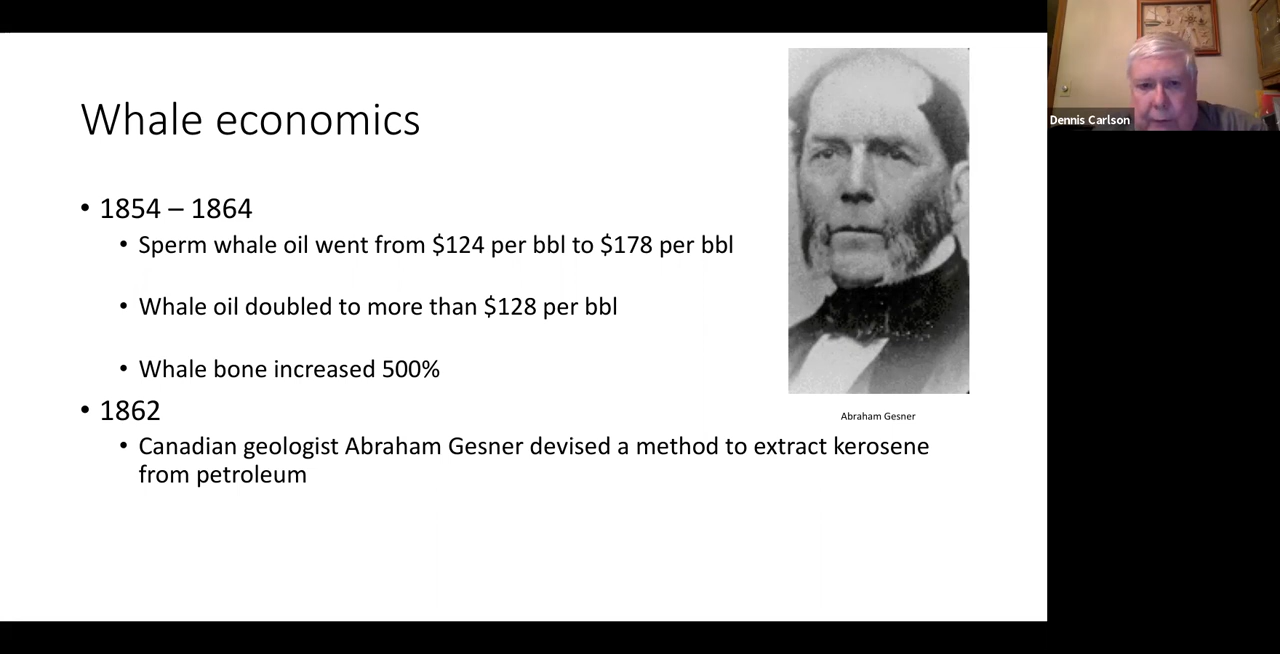 Whale economics
• 1854 – 1864
• Sperm whale oil went from $124 per bbl to $178 per bbl
• Whale oil doubled to more than $128 per bbl
• Whale bone increased 500%
• 1862
• Canadian geologist Abraham Gesner devised a method to extract kerosene
from petroleum
Abraham Gesner
Dennis Carlson